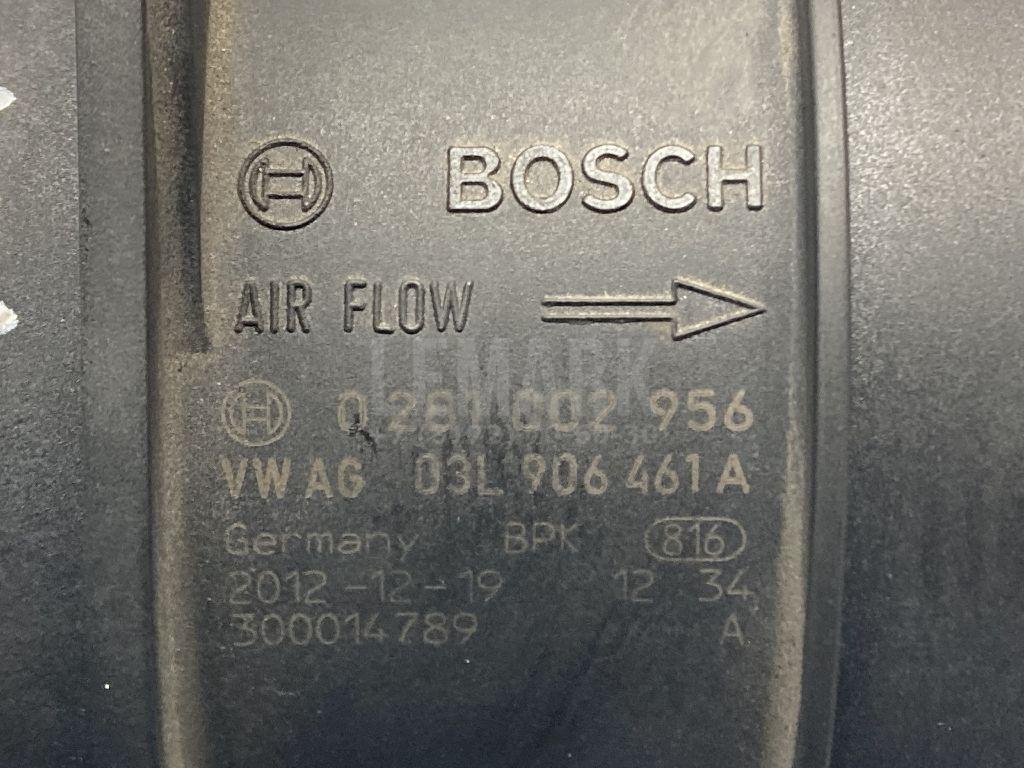 BOSCH
AIR FLOW
LEMARK
0 281 002 956
VW AG 03L 906 461 A
Germany BPK 816
2012-12-19 12 34
300014789 A